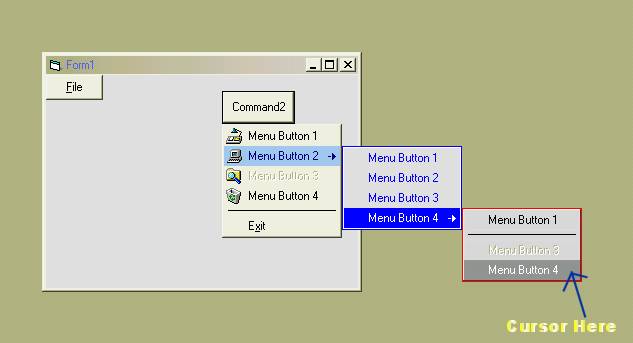 Form1
File
Command2
Menu Button 1
Menu Button 2
Menu Button 3
Menu Button 4
Exit
Menu Button 1
Menu Button 2
Menu Button 3
Menu Button 4
Menu Button 1
Menu Button 3
Menu Button 4
Cursor Here